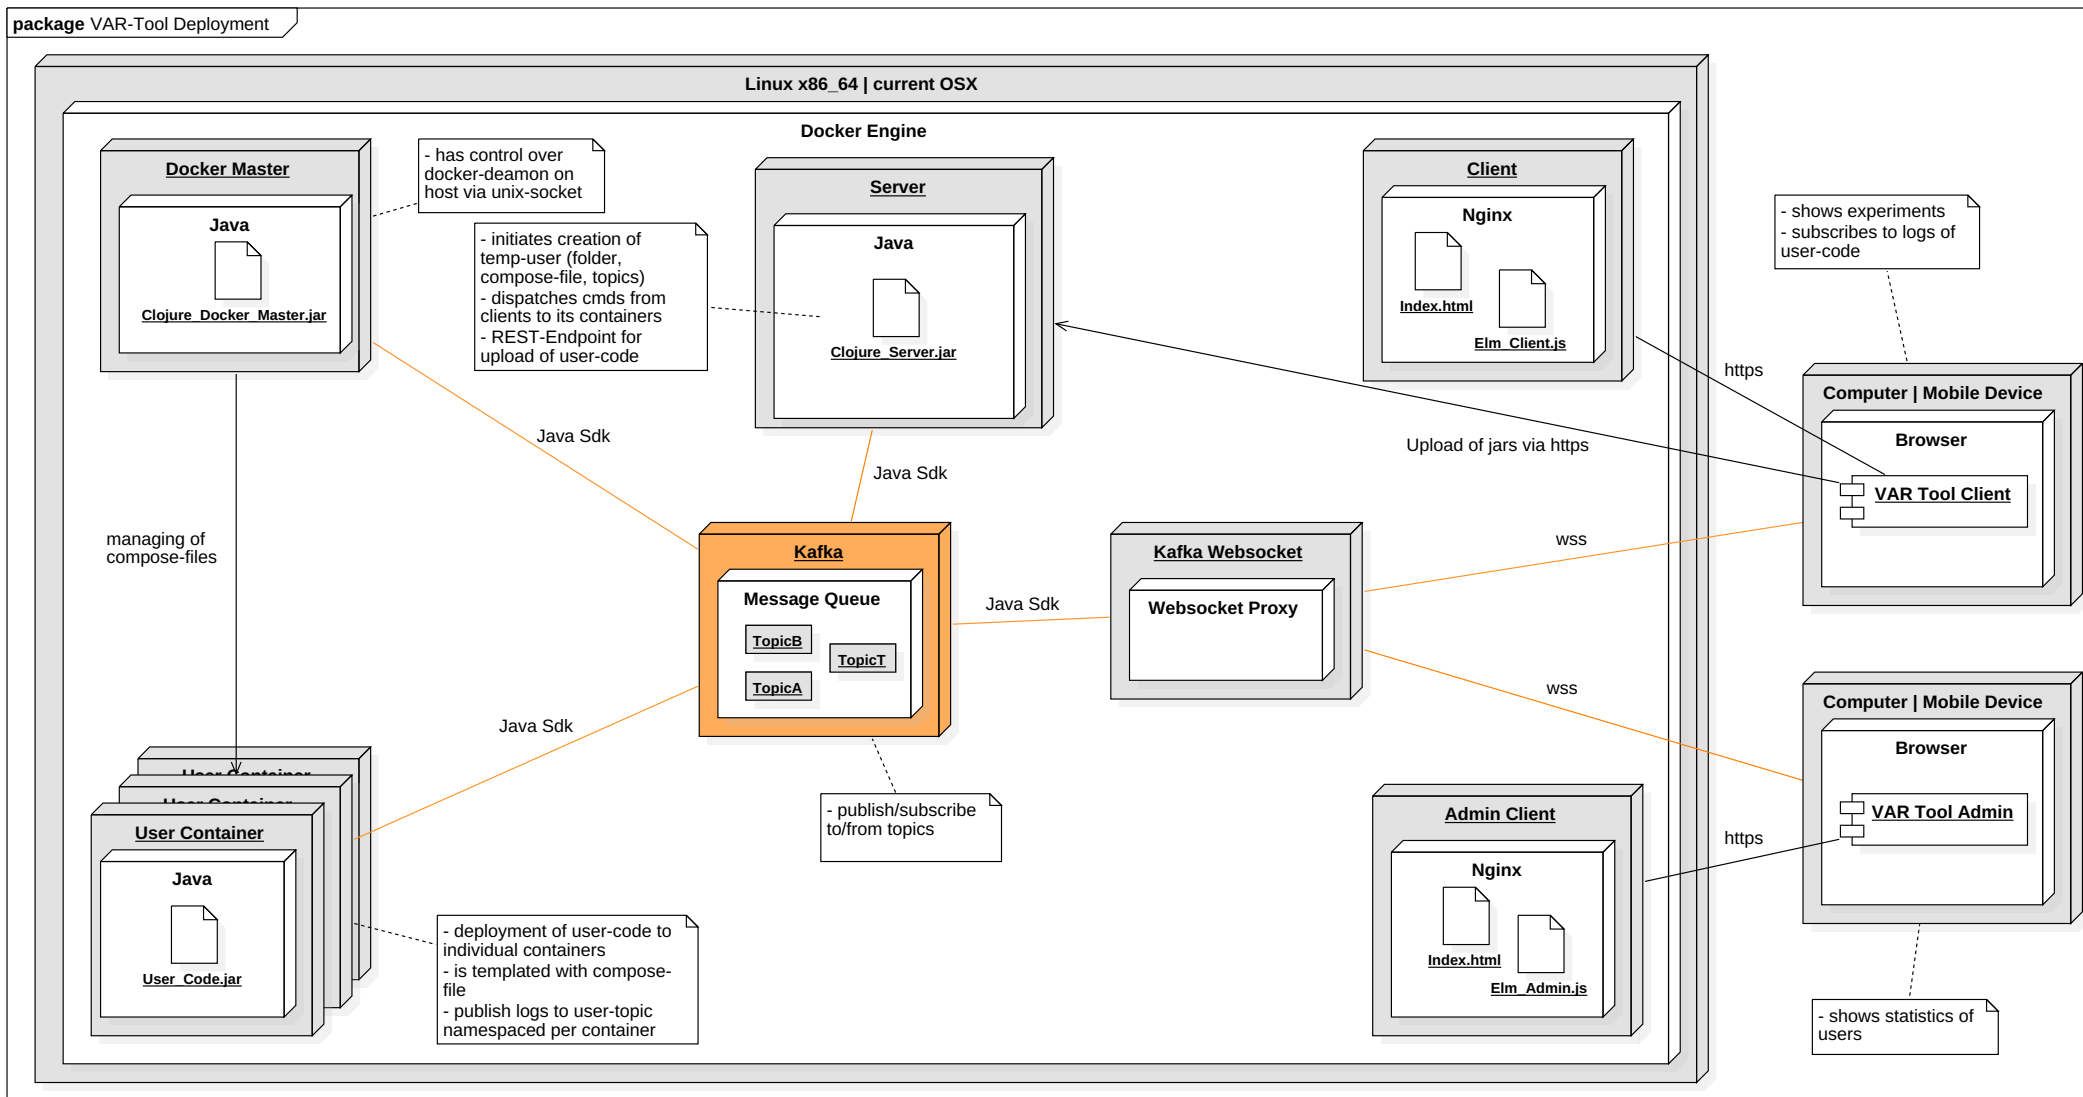 package VAR-Tool Deployment
Linux x86_64 | current OSX
Docker Engine
Docker Master
Java
Clojure_Docker_Master.jar
- has control over
docker-deamon on
host via unix-socket
- initiates creation of
temp-user (folder,
compose-file, topics)
- dispatches cmds from
clients to its containers
- REST-Endpoint for
upload of user-code
Server
Java
Clojure_Server.jar
Client
Nginx
Index.html
Elm_Client.js
- shows experiments
- subscribes to logs of
user-code
https
Computer | Mobile Device
Browser
VAR Tool Client
Upload of jars via https
Java Sdk
Java Sdk
managing of
compose-files
Kafka
Message Queue
TopicB
TopicT
TopicA
Java Sdk
Kafka Websocket
Websocket Proxy
wss
wss
Computer | Mobile Device
Browser
VAR Tool Admin
https
Java Sdk
User Container
User Container
User Container
Java
User_Code.jar
- publish/subscribe
to/from topics
- deployment of user-code to
individual containers
- is templated with compose-
file
- publish logs to user-topic
namespaced per container
Admin Client
Nginx
Index.html
Elm_Admin.js
- shows statistics of
users